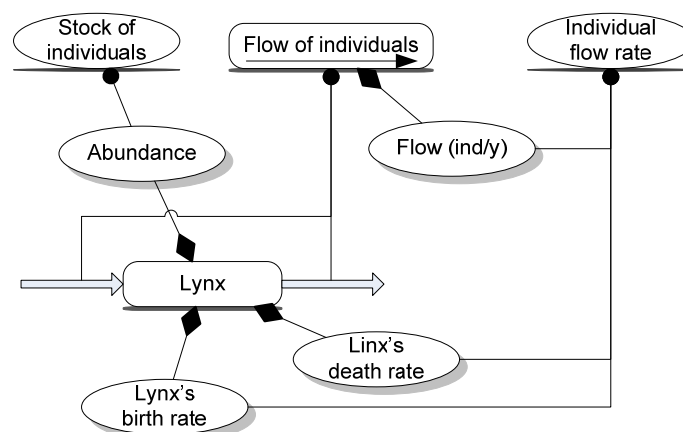 Stock of
individuals
Flow of individuals
Individual
flow rate
Abundance
Flow (ind/y)
Lynx
Linx's
death rate
Lynx's
birth rate